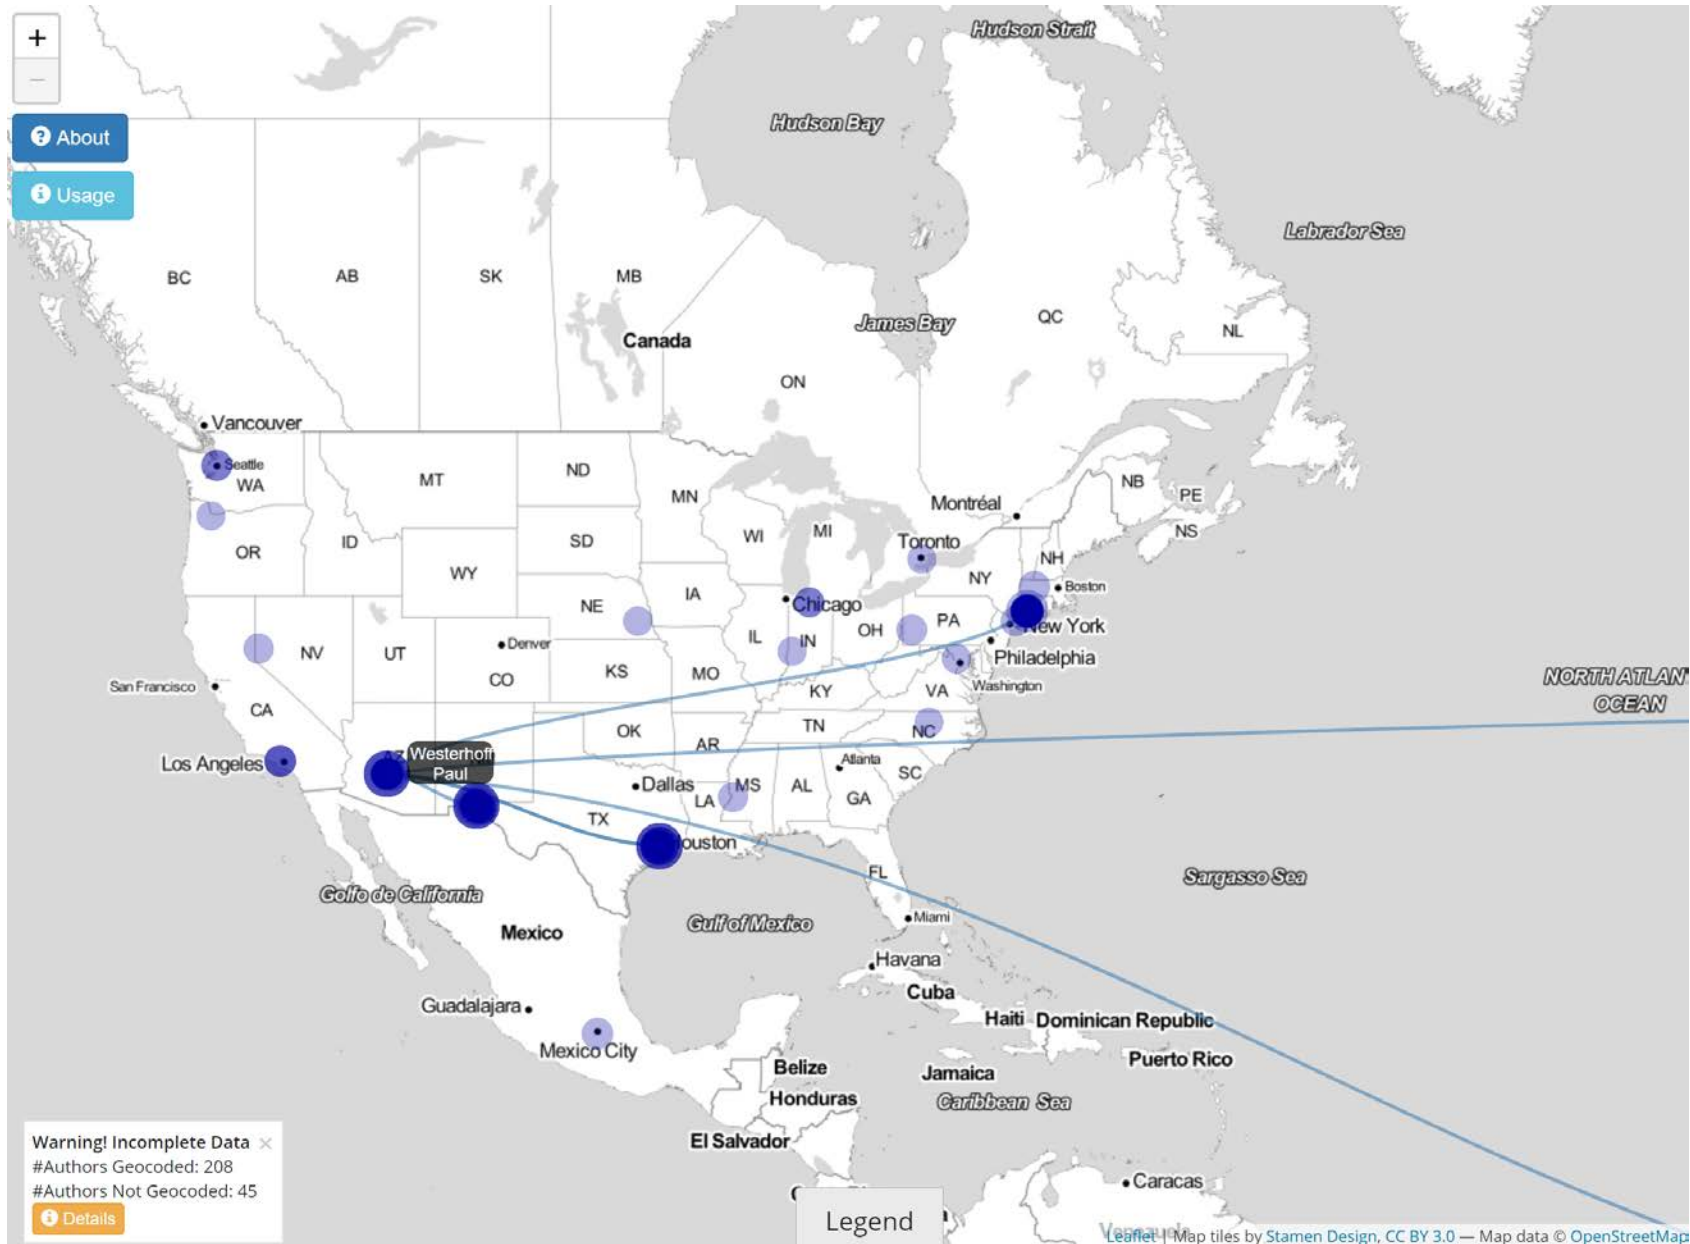 Hudson Strait
+
−
Hudson Bay
About
Usage
Labrador Sea
BC
AB
SK
MB
QC
James Bay
NL
Canada
ON
Vancouver
Seattle
WA
MT
ND
MN
NB
PE
Montréal
NS
OR
ID
SD
WI
MI
Toronto
NH
WY
NY
Boston
NE
IA
Chicago
PA
New York
IL
IN
OH
NV
UT
Denver
Philadelphia
CO
KS
MO
KY
VA
Washington
San Francisco
NORTH ATLANT
OCEAN
CA
TN
NC
OK
AR
Los Angeles
AZ
Westerhoff
Paul
Atlanta
SC
Dallas
LA
MS
AL
GA
TX
ouston
FL
Sargasso Sea
Golfo de California
Gulf of Mexico
Miami
Mexico
Havana
Cuba
Guadalajara
Haiti
Dominican Republic
Mexico City
Puerto Rico
Belize
Jamaica
Honduras
Caribbean Sea
El Salvador
Warning! Incomplete Data ×
#Authors Geocoded: 208
#Authors Not Geocoded: 45
Details
Caracas
Legend
Venezuela
Leaflet | Map tiles by Stamen Design, CC BY 3.0 — Map data © OpenStreetMap